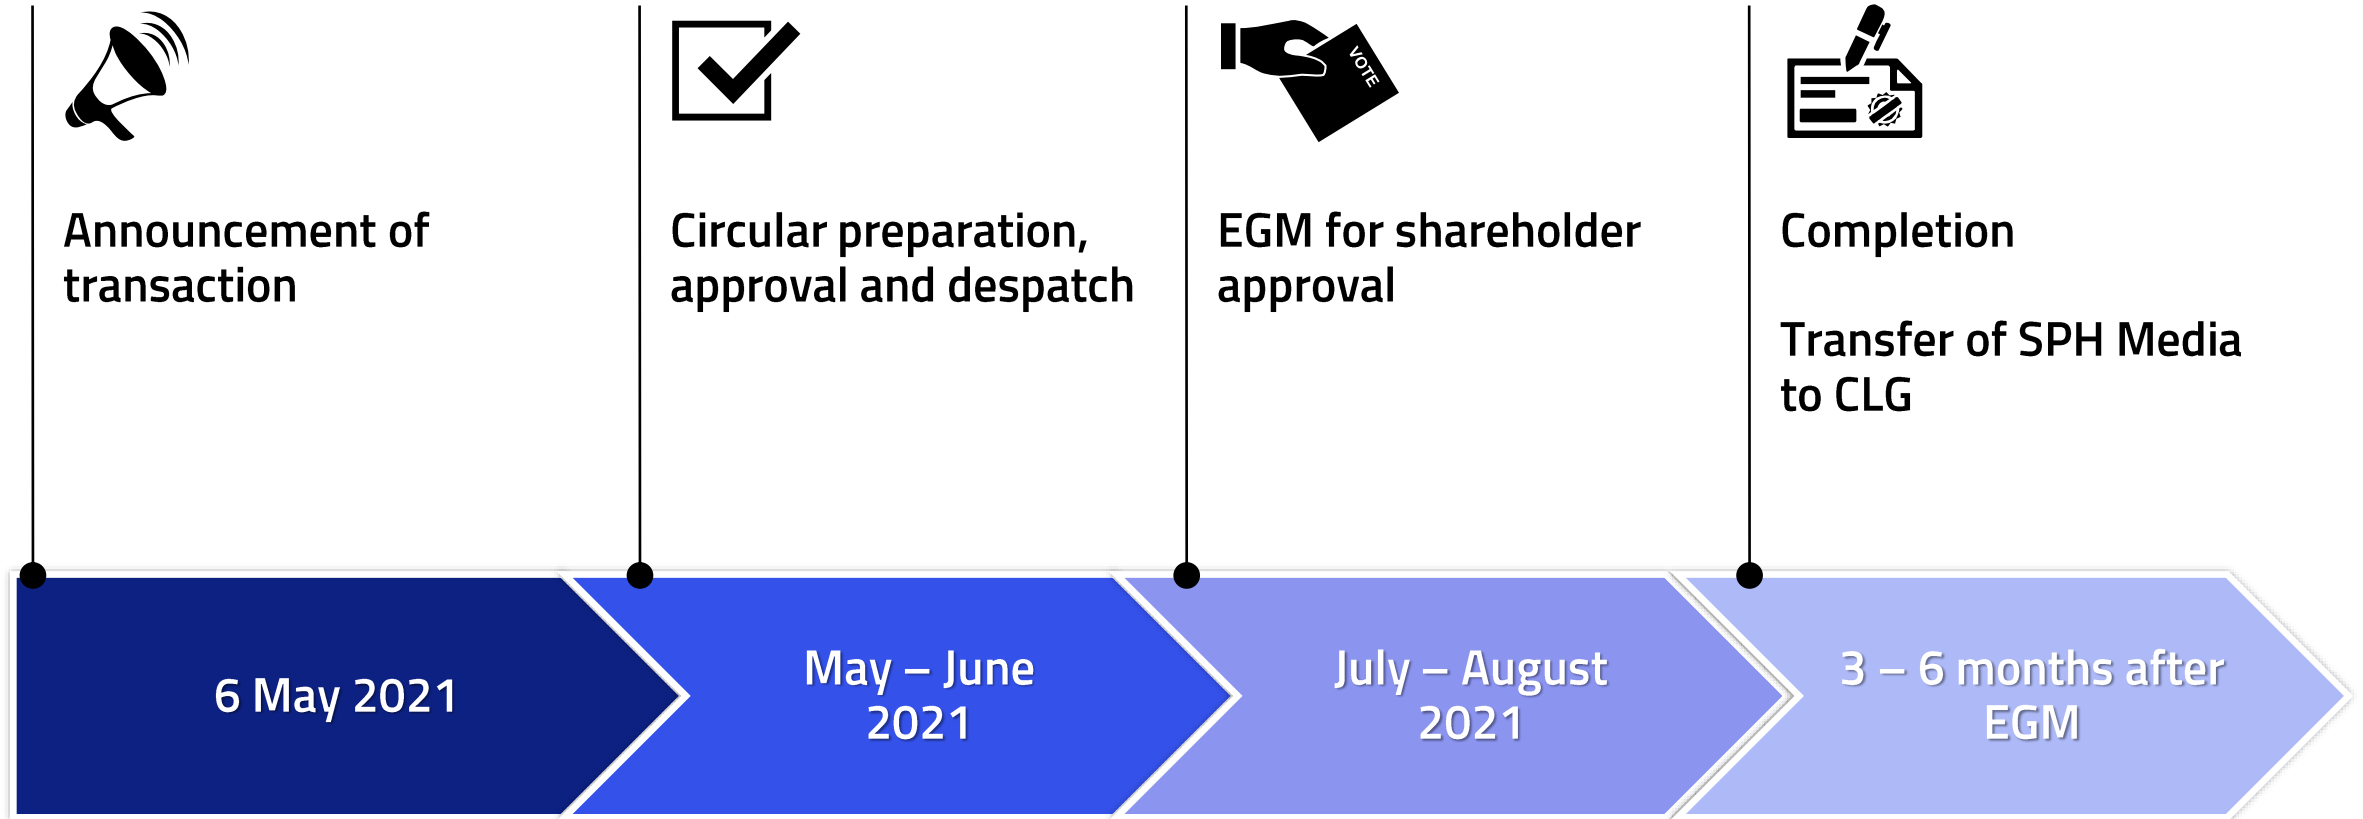 VOTE
Announcement of
transaction
Circular preparation,
approval and despatch
EGM for shareholder
approval
Completion
Transfer of SPH Media
to CLG
6 May 2021
May – June
2021
July – August
2021
3 – 6 months after
EGM